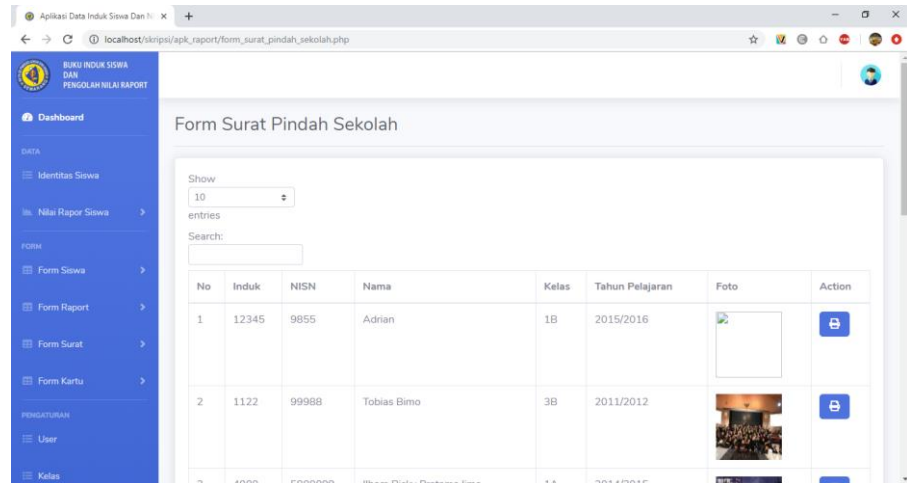 Aplikasi Data Induk Siswa Dan Ni
localhost/skripsi/apk_raport/form_surat_pindah_sekolah.php
BUKU INDUK SISWA
DAN
PENGOLAH NILAI RAPORT
Dashboard
DATA
Identitas Siswa
Nilai Rapor Siswa
FORM
Form Siswa
Form Raport
Form Surat
Form Kartu
PENGATURAN
User
Kelas
Form Surat Pindah Sekolah
Show
10
entries
Search:
No Induk NISN Nama Kelas Tahun Pelajaran Foto Action
1 12345 9855 Adrian 1B 2015/2016
2 1122 99988 Tobias Bimo 3B 2011/2012